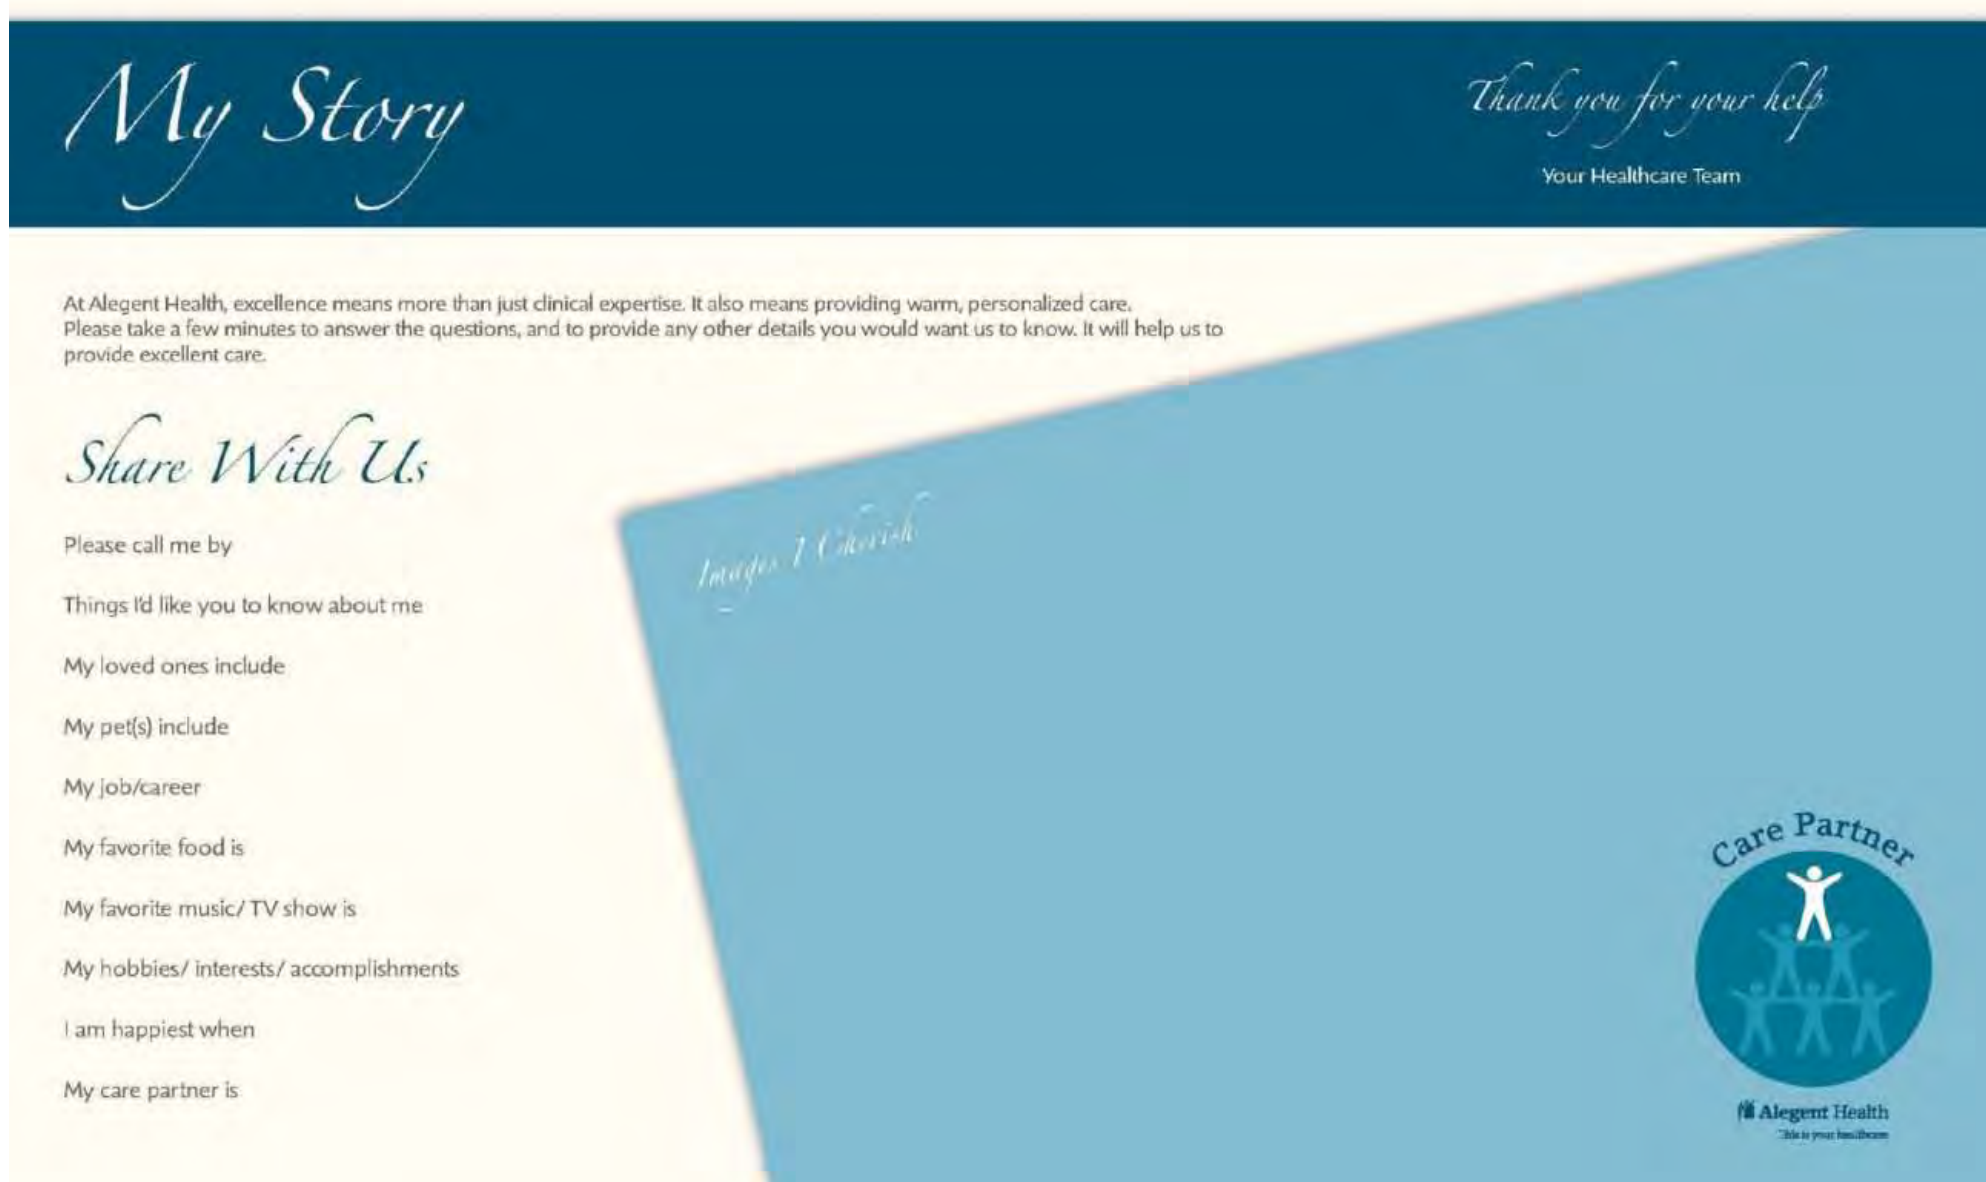 My Story
Thank you for your help
Your Healthcare Team
At Alegent Health, excellence means more than just clinical expertise. It also means providing warm, personalized care.
Please take a few minutes to answer the questions, and to provide any other details you would want us to know. It will help us to
provide excellent care.
Share With Us
Please call me by
Things I'd like you to know about me
My loved ones include
My pet(s) include
My job/career
My favorite food is
My favorite music/ TV show is
My hobbies/ interests/ accomplishments
I am happiest when
My care partner is
Images I Cherish
Care Partner
Alegent Health
This is your healthcare